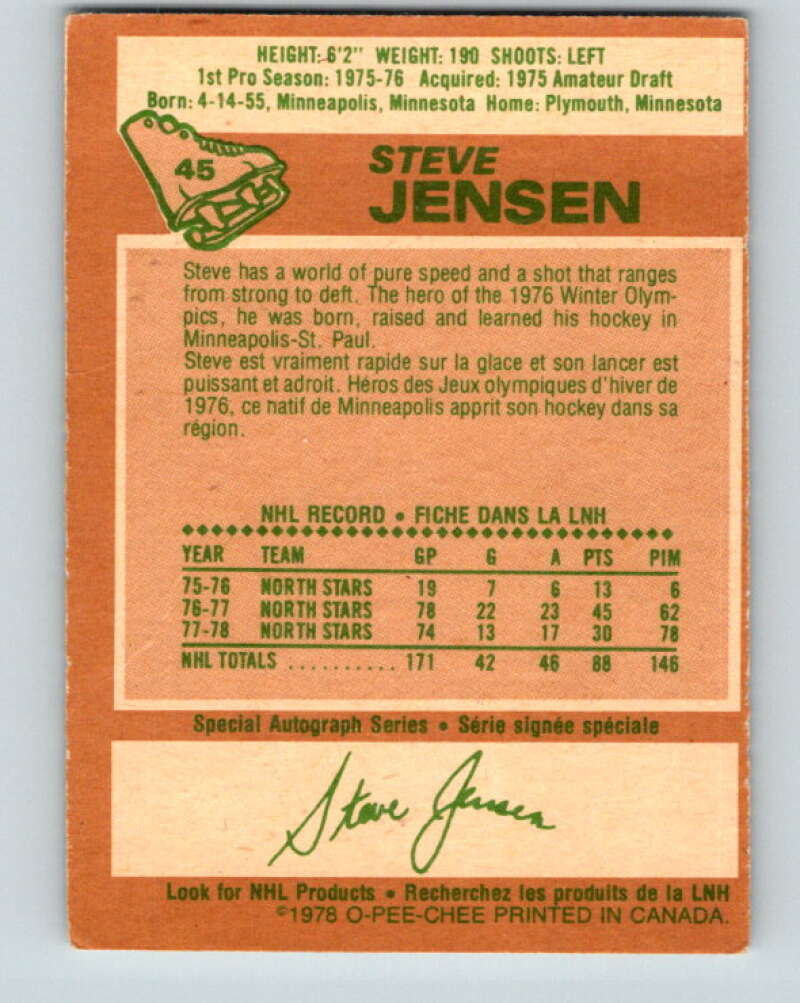 HEIGHT: 6'2" WEIGHT: 190 SHOOTS: LEFT
1st Pro Season: 1975-76 Acquired: 1975 Amateur Draft
Born: 4-14-55, Minneapolis, Minnesota Home: Plymouth, Minnesota
45
STEVE
JENSEN
Steve has a world of pure speed and a shot that ranges
from strong to deft. The hero of the 1976 Winter Olym-
pics, he was born, raised and learned his hockey in
Minneapolis-St. Paul.
Steve est vraiment rapide sur la glace et son lancer est
puissant et adroit. Héros des Jeux olympiques d'hiver de
1976, ce natif de Minneapolis apprit son hockey dans sa
région.
NHL RECORD • FICHE DANS LA LNH
YEAR TEAM GP G A PTS PIM
75-76 NORTH STARS 19 7 6 13 6
76-77 NORTH STARS 78 22 23 45 62
77-78 NORTH STARS 74 13 17 30 78
NHL TOTALS .......... 171 42 46 88 146
Special Autograph Series • Série signée spéciale
Steve Jensen
Look for NHL Products • Recherchez les produits de la LNH
©1978 O-PEE-CHEE PRINTED IN CANADA.